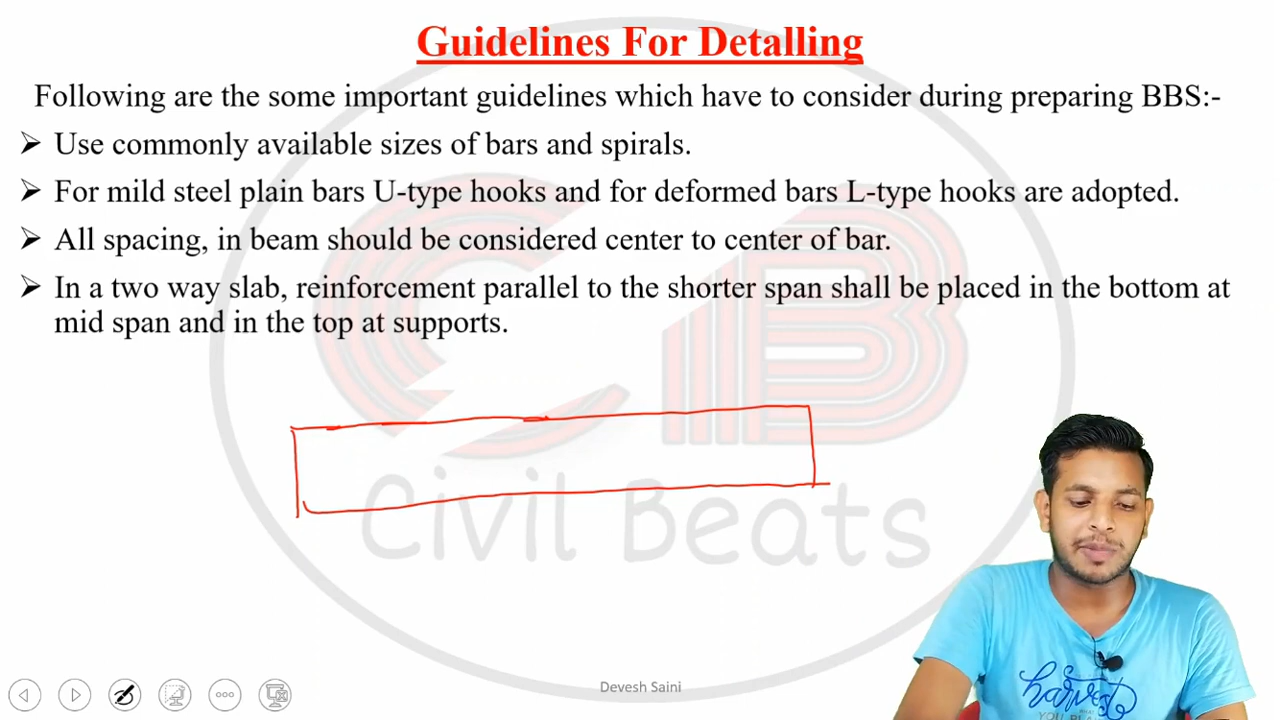 Guidelines For Detalling
Following are the some important guidelines which have to consider during preparing BBS:-
➢ Use commonly available sizes of bars and spirals.
➢ For mild steel plain bars U-type hooks and for deformed bars L-type hooks are adopted.
➢ All spacing, in beam should be considered center to center of bar.
➢ In a two way slab, reinforcement parallel to the shorter span shall be placed in the bottom at
mid span and in the top at supports.
CB
Civil Beats
harvest
Devesh Saini